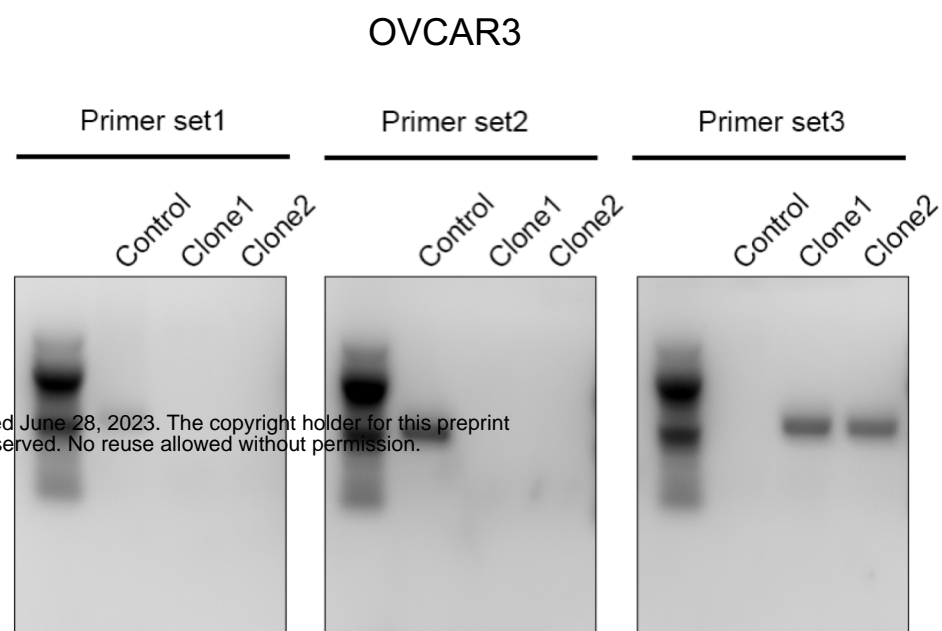 OVCAR3
Primer set1
Primer set2
Primer set3
Control
Clone1
Clone2
Control
Clone1
Clone2
Control
Clone1
Clone2
ed June 28, 2023. The copyright holder for this preprint
served. No reuse allowed without permission.